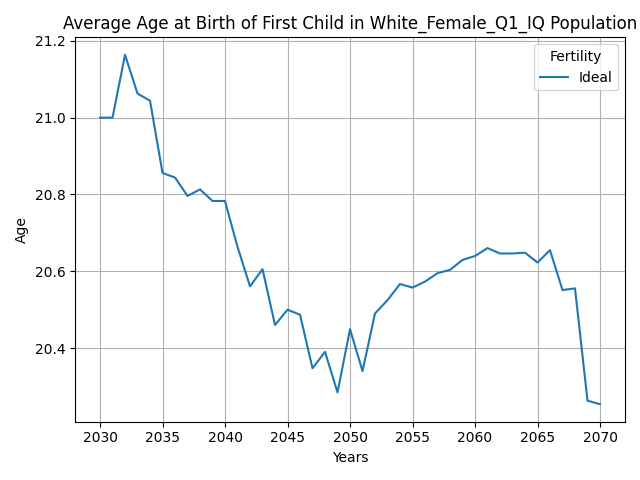 Average Age at Birth of First Child in White_Female_Q1_IQ Population
Fertility
Ideal
21.2
21.0
20.8
20.6
20.4
Age
2030 2035 2040 2045 2050 2055 2060 2065 2070
Years